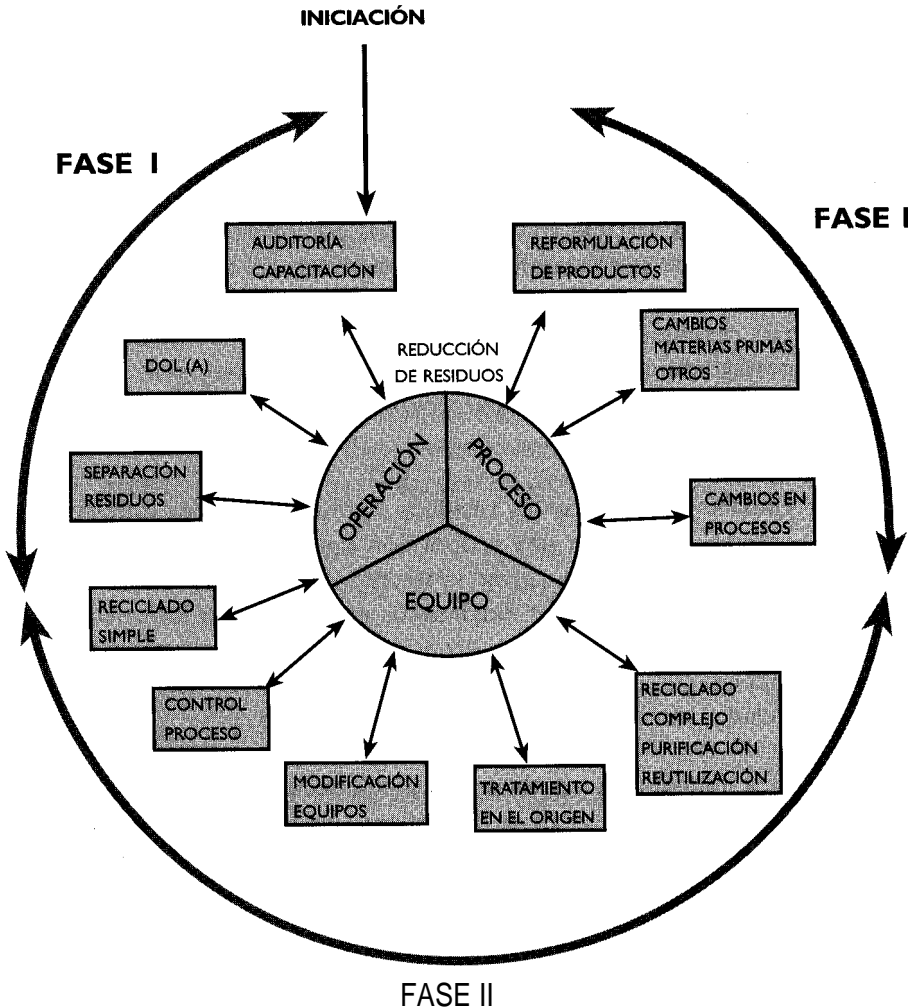 INICIACIÓN
FASE I
FASE I
AUDITORÍA
CAPACITACIÓN
REFORMULACIÓN
DE PRODUCTOS
CAMBIOS
MATERIAS PRIMAS
OTROS
REDUCCIÓN
DE RESIDUOS
DOL (A)
OPERACIÓN
PROCESO
EQUIPO
SEPARACIÓN
RESIDUOS
CAMBIOS EN
PROCESOS
RECICLADO
SIMPLE
CONTROL
PROCESO
MODIFICACIÓN
EQUIPOS
TRATAMIENTO
EN EL ORIGEN
RECICLADO
COMPLEJO
PURIFICACIÓN
REUTILIZACIÓN
FASE II